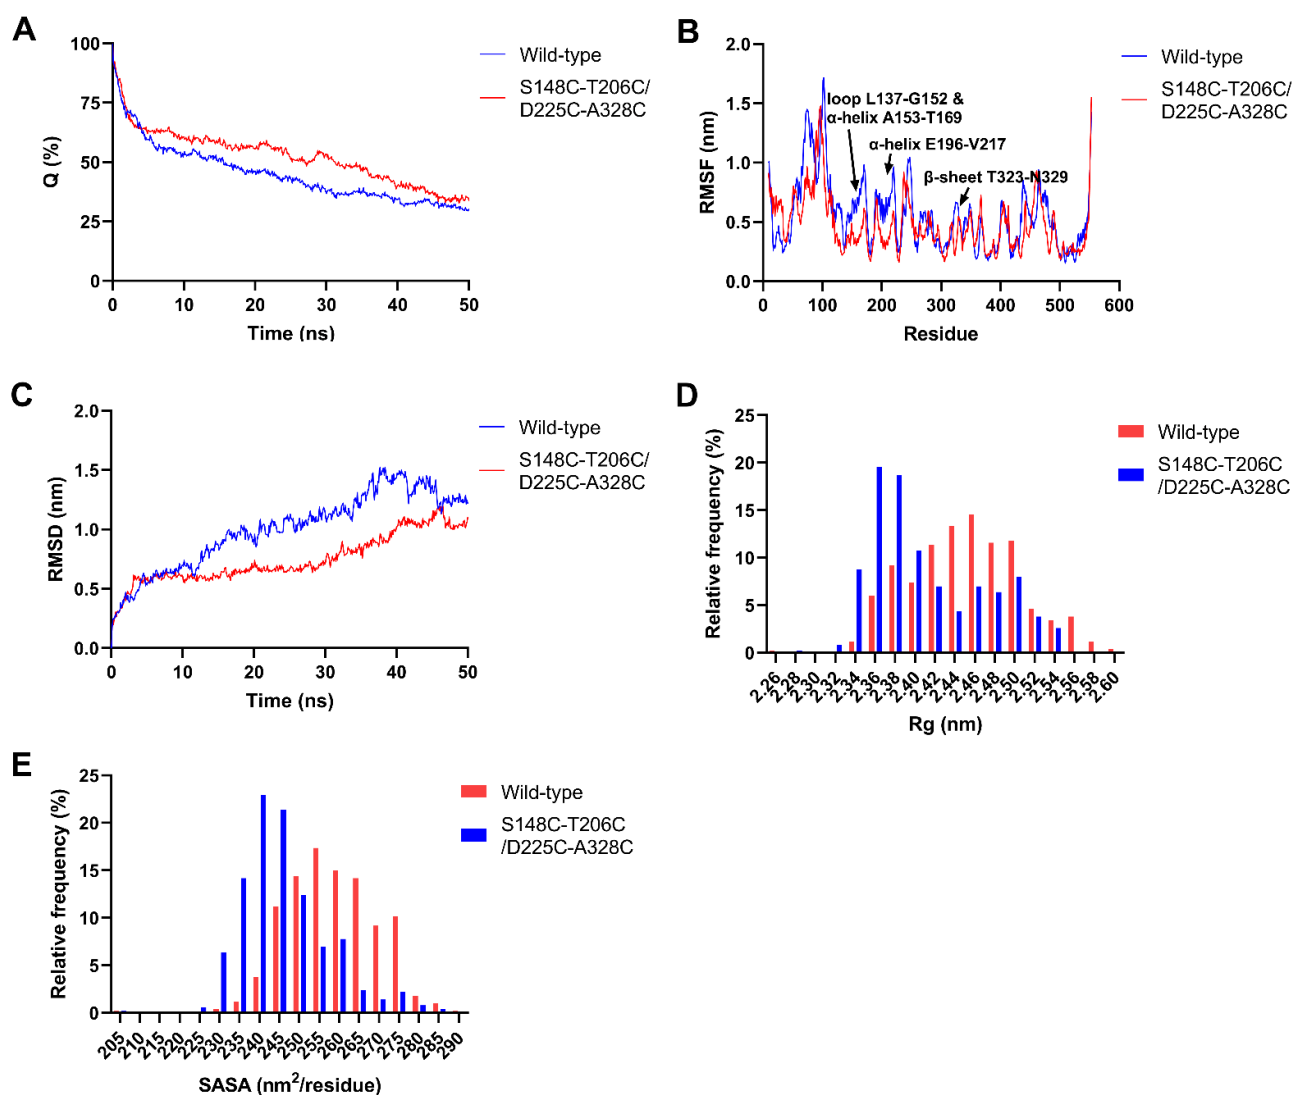 A
100
75
50
25
0
Q (%)
0 10 20 30 40 50
Time (ns)
Wild-type
S148C-T206C/
D225C-A328C
B
2.0
1.5
1.0
0.5
0.0
RMSF (nm)
loop L137-G152 &
α-helix A153-T169
α-helix E196-V217
β-sheet T323-N329
0 100 200 300 400 500 600
Residue
Wild-type
S148C-T206C/
D225C-A328C
C
2.0
1.5
1.0
0.5
0.0
RMSD (nm)
0 10 20 30 40 50
Time (ns)
Wild-type
S148C-T206C/
D225C-A328C
D
25
20
15
10
5
0
Relative frequency (%)
2.26 2.28 2.30 2.32 2.34 2.36 2.38 2.40 2.42 2.44 2.46 2.48 2.50 2.52 2.54 2.56 2.58 2.60
Rg (nm)
Wild-type
S148C-T206C
/D225C-A328C
E
25
20
15
10
5
0
Relative frequency (%)
205 210 215 220 225 230 235 240 245 250 255 260 265 270 275 280 285 290
SASA (nm²/residue)
Wild-type
S148C-T206C
/D225C-A328C